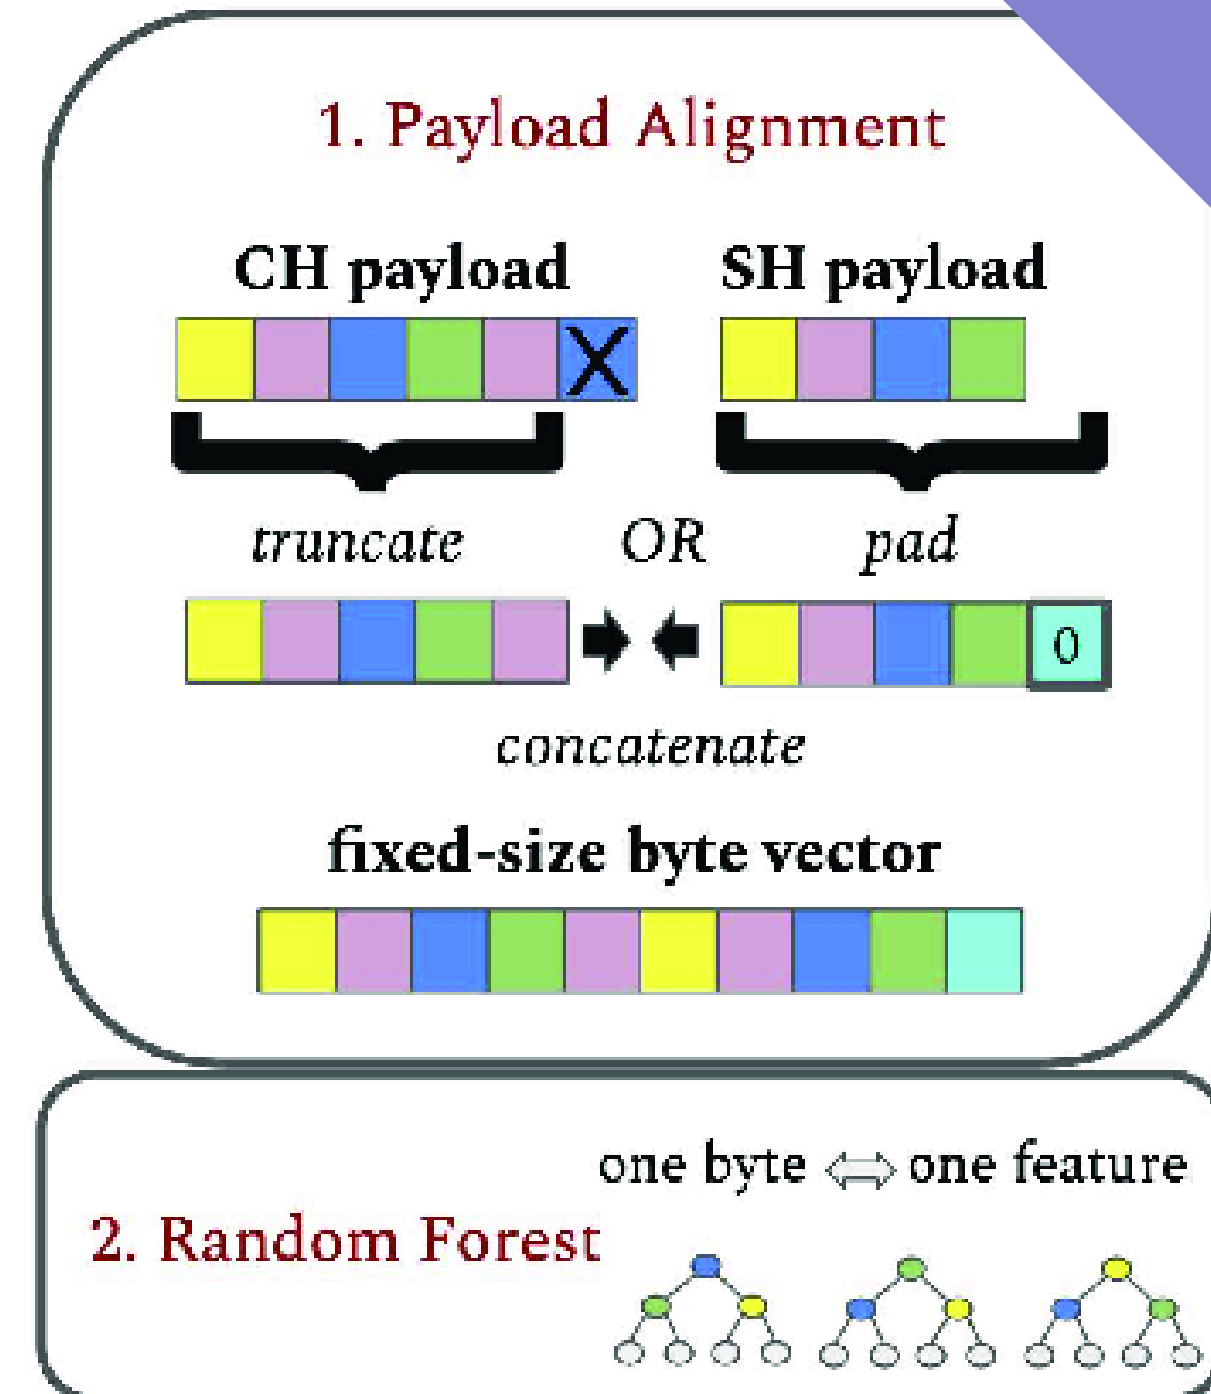 1. Payload Alignment
CH payload SH payload
X
truncate OR pad
0
concatenate
fixed-size byte vector
one byte ⇔ one feature
2. Random Forest